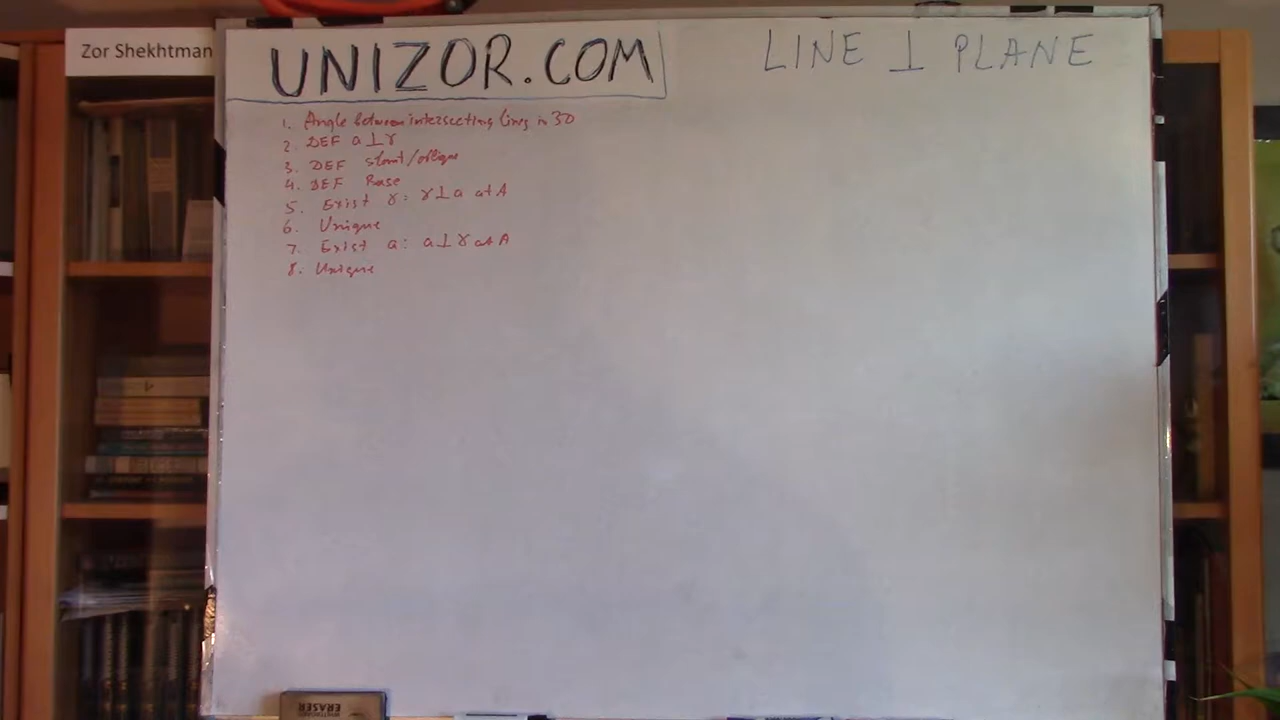 Zor Shekhtman
UNIZOR.COM
LINE ⊥ PLANE
1. Angle between intersecting lines in 3D
2. DEF a⊥γ
3. DEF slant/oblique
4. DEF Base
5. Exist γ: γ⊥a at A
6. Unique
7. Exist a: a⊥γ at A
8. Unique
ERASER